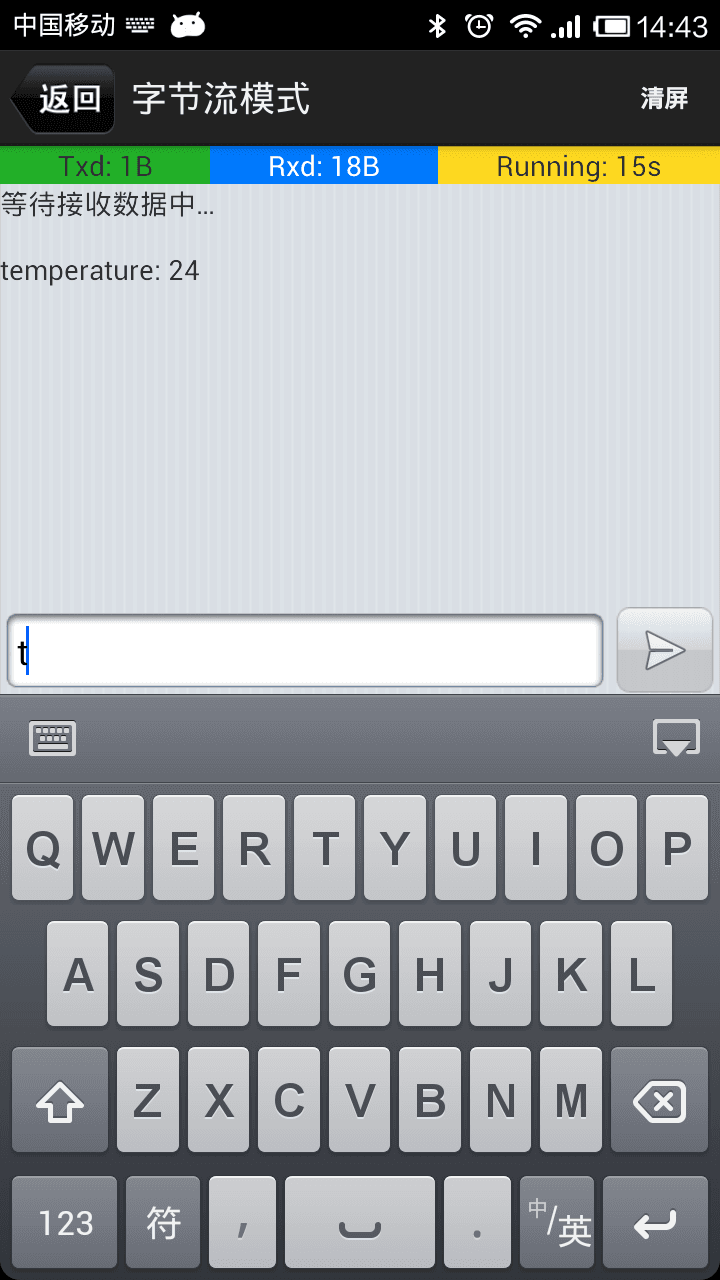 中国移动 14:43
返回 字节流模式 清屏
Txd: 1B Rxd: 18B Running: 15s
等待接收数据中...
temperature: 24
t
Q W E R T Y U I O P
A S D F G H J K L
Z X C V B N M
123 符 , . 中/英